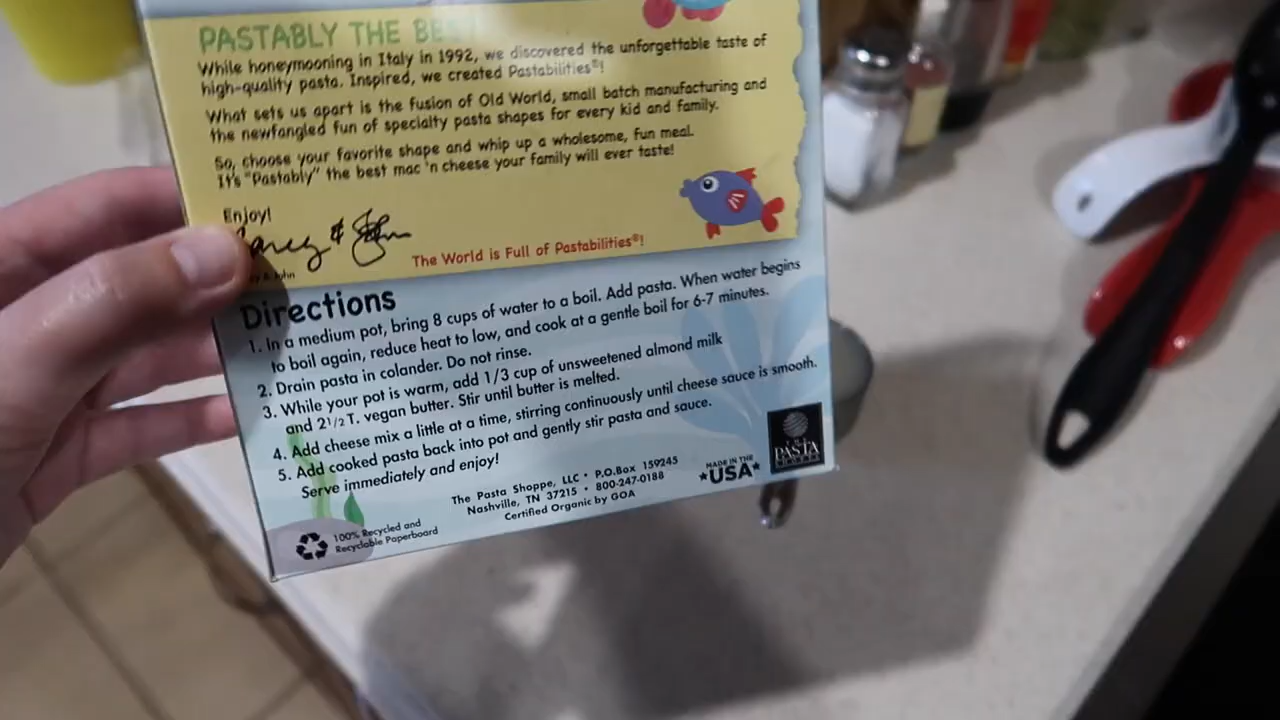 PASTABLY THE BEST
While honeymooning in Italy in 1992, we discovered the unforgettable taste of
high-quality pasta. Inspired, we created Pastabilities®!
What sets us apart is the fusion of Old World, small batch manufacturing and
the newfangled fun of specialty pasta shapes for every kid and family.
So, choose your favorite shape and whip up a wholesome, fun meal.
It's "Pastably" the best mac 'n cheese your family will ever taste!
Enjoy!
& John
& John
The World is Full of Pastabilities®!
Directions
1. In a medium pot, bring 8 cups of water to a boil. Add pasta. When water begins
to boil again, reduce heat to low, and cook at a gentle boil for 6-7 minutes.
2. Drain pasta in colander. Do not rinse.
3. While your pot is warm, add 1/3 cup of unsweetened almond milk
and 2 1/2 T. vegan butter. Stir until butter is melted.
4. Add cheese mix a little at a time, stirring continuously until cheese sauce is smooth.
5. Add cooked pasta back into pot and gently stir pasta and sauce.
Serve immediately and enjoy!
The Pasta Shoppe, LLC • P.O.Box 159245
Nashville, TN 37215 • 800-247-0188
Certified Organic by GOA
MADE IN THE
USA
THE
PASTA
SHOPPE
100% Recycled and
Recyclable Paperboard